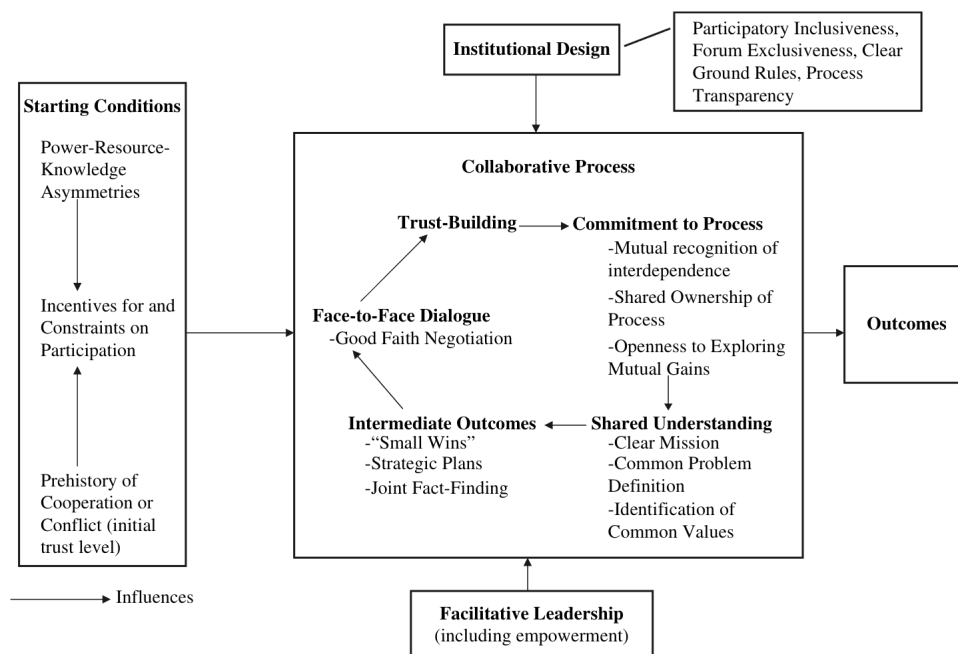 Institutional Design
Participatory Inclusiveness,
Forum Exclusiveness, Clear
Ground Rules, Process
Transparency
Starting Conditions
Power-Resource-
Knowledge
Asymmetries
Incentives for and
Constraints on
Participation
Prehistory of
Cooperation or
Conflict (initial
trust level)
Collaborative Process
Trust-Building
Commitment to Process
-Mutual recognition of
interdependence
-Shared Ownership of
Process
-Openness to Exploring
Mutual Gains
Face-to-Face Dialogue
-Good Faith Negotiation
Intermediate Outcomes
-“Small Wins”
-Strategic Plans
-Joint Fact-Finding
Shared Understanding
-Clear Mission
-Common Problem
Definition
-Identification of
Common Values
Outcomes
Influences
Facilitative Leadership
(including empowerment)